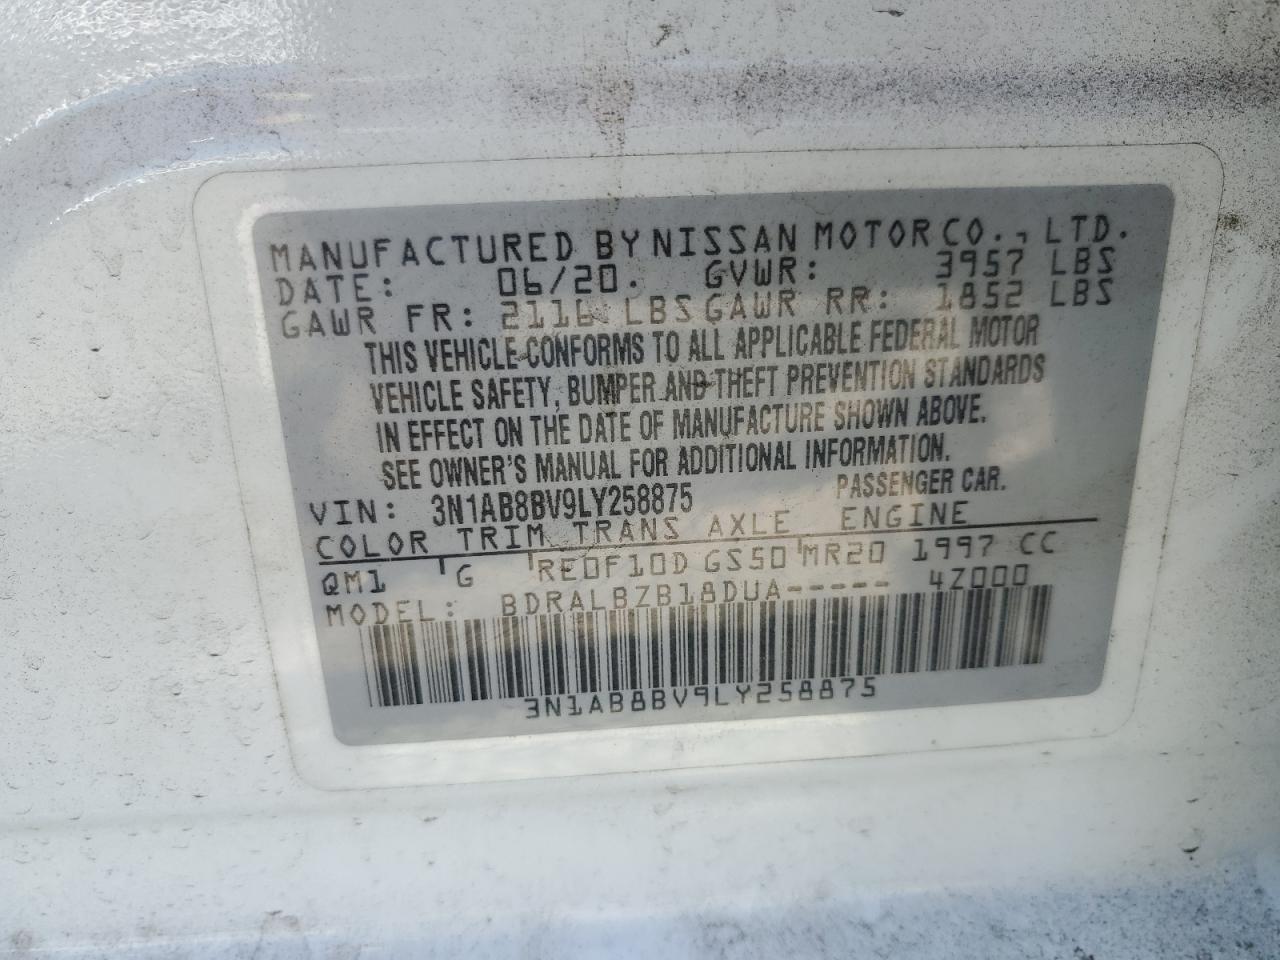 MANUFACTURED BY NISSAN MOTOR CO., LTD.
DATE: 06/20. GVWR: 3957 LBS
GAWR FR: 2116 LBS GAWR RR: 1852 LBS
THIS VEHICLE CONFORMS TO ALL APPLICABLE FEDERAL MOTOR
VEHICLE SAFETY, BUMPER AND THEFT PREVENTION STANDARDS
IN EFFECT ON THE DATE OF MANUFACTURE SHOWN ABOVE.
SEE OWNER'S MANUAL FOR ADDITIONAL INFORMATION.
VIN: 3N1AB8BV9LY258875 PASSENGER CAR.
COLOR TRIM TRANS AXLE ENGINE
QM1 G RE0F10D GS50 MR20 1997 CC
MODEL: BDRALBZB18DUA----- 4Z000
3N1AB8BV9LY258875